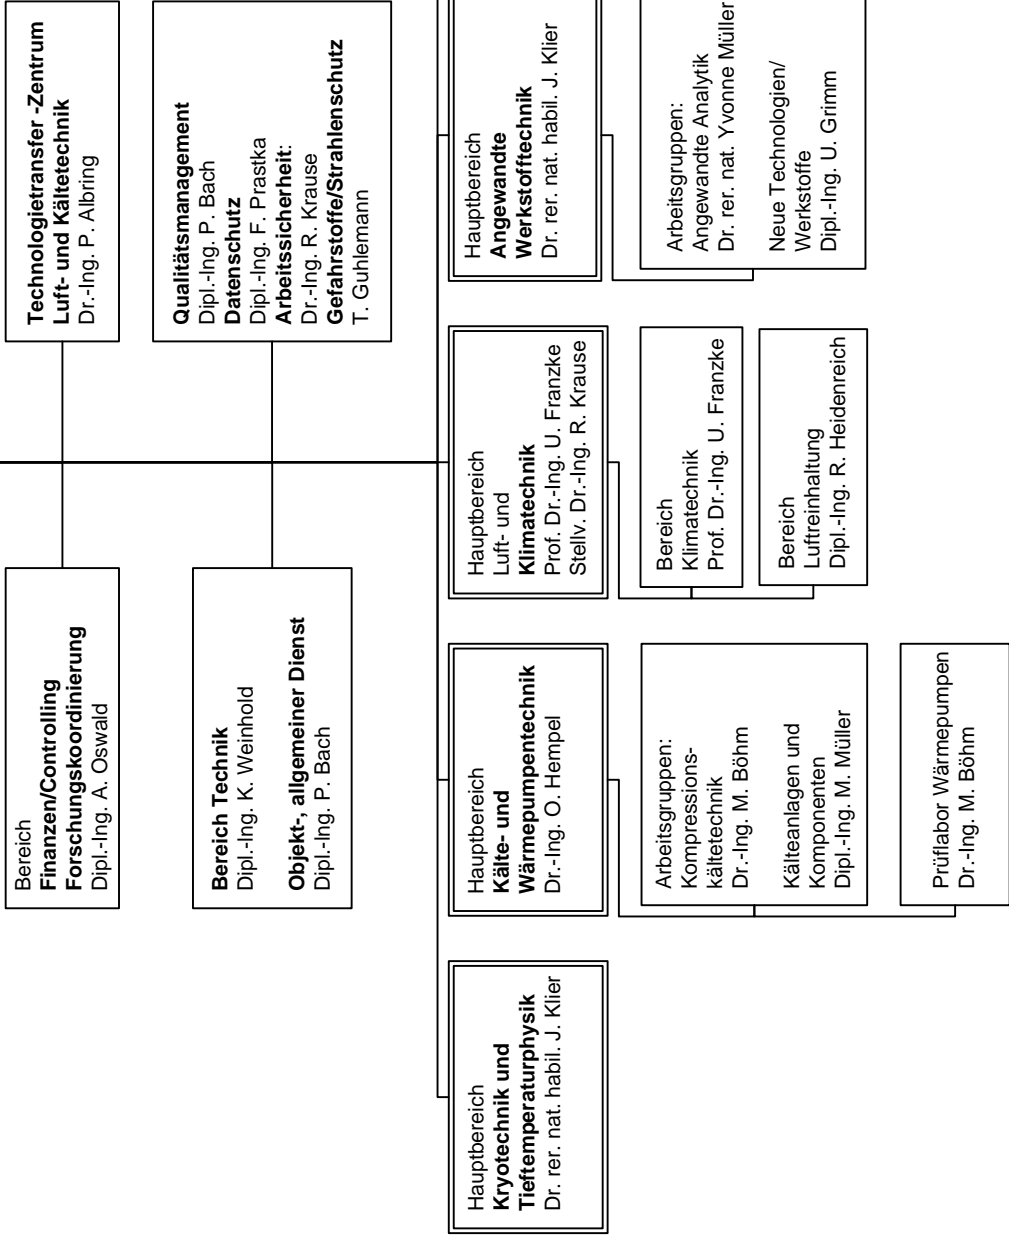 Bereich
Finanzen/Controlling
Forschungskoordinierung
Dipl.-Ing. A. Oswald
Technologietransfer -Zentrum
Luft- und Kältetechnik
Dr.-Ing. P. Albring
Bereich Technik
Dipl.-Ing. K. Weinhold
Objekt-, allgemeiner Dienst
Dipl.-Ing. P. Bach
Qualitätsmanagement
Dipl.-Ing. P. Bach
Datenschutz
Dipl.-Ing. F. Prastka
Arbeitssicherheit:
Dr.-Ing. R. Krause
Gefahrstoffe/Strahlenschutz
T. Guhlemann
Hauptbereich
Kryotechnik und
Tieftemperaturphysik
Dr. rer. nat. habil. J. Klier
Hauptbereich
Kälte- und
Wärmepumpentechnik
Dr.-Ing. O. Hempel
Hauptbereich
Luft- und
Klimatechnik
Prof. Dr.-Ing. U. Franzke
Stellv. Dr.-Ing. R. Krause
Hauptbereich
Angewandte
Werkstofftechnik
Dr. rer. nat. habil. J. Klier
Arbeitsgruppen:
Kompressions-
kältetechnik
Dr.-Ing. M. Böhm
Kälteanlagen und
Komponenten
Dipl.-Ing. M. Müller
Prüflabor Wärmepumpen
Dr.-Ing. M. Böhm
Bereich
Klimatechnik
Prof. Dr.-Ing. U. Franzke
Bereich
Luftreinhaltung
Dipl.-Ing. R. Heidenreich
Arbeitsgruppen:
Angewandte Analytik
Dr. rer. nat. Yvonne Müller
Neue Technologien/
Werkstoffe
Dipl.-Ing. U. Grimm